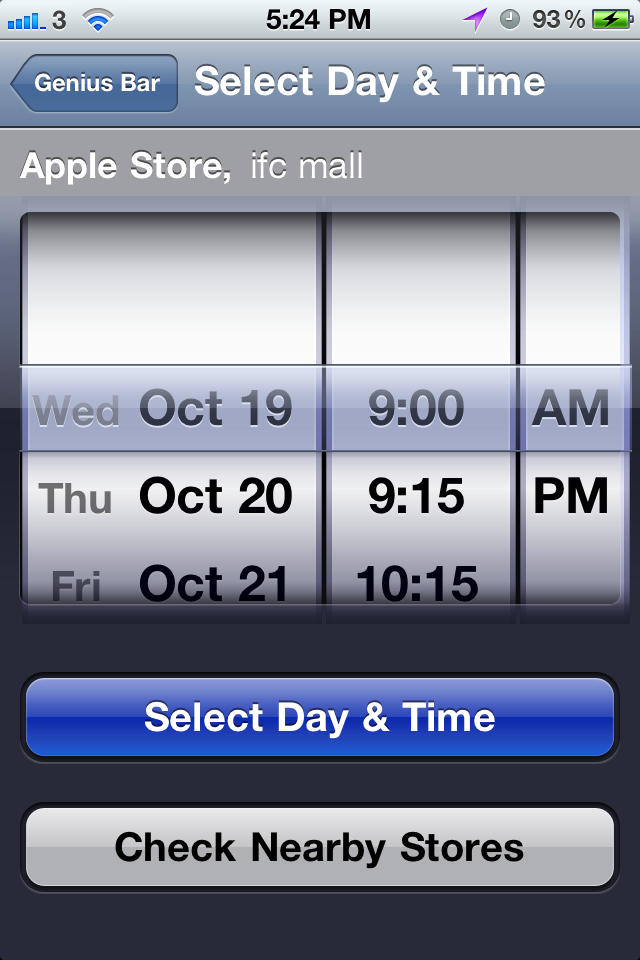 3 5:24 PM 93%
Genius Bar Select Day & Time
Apple Store, ifc mall
Wed Oct 19 9:00 AM
Thu Oct 20 9:15 PM
Fri Oct 21 10:15
Select Day & Time
Check Nearby Stores